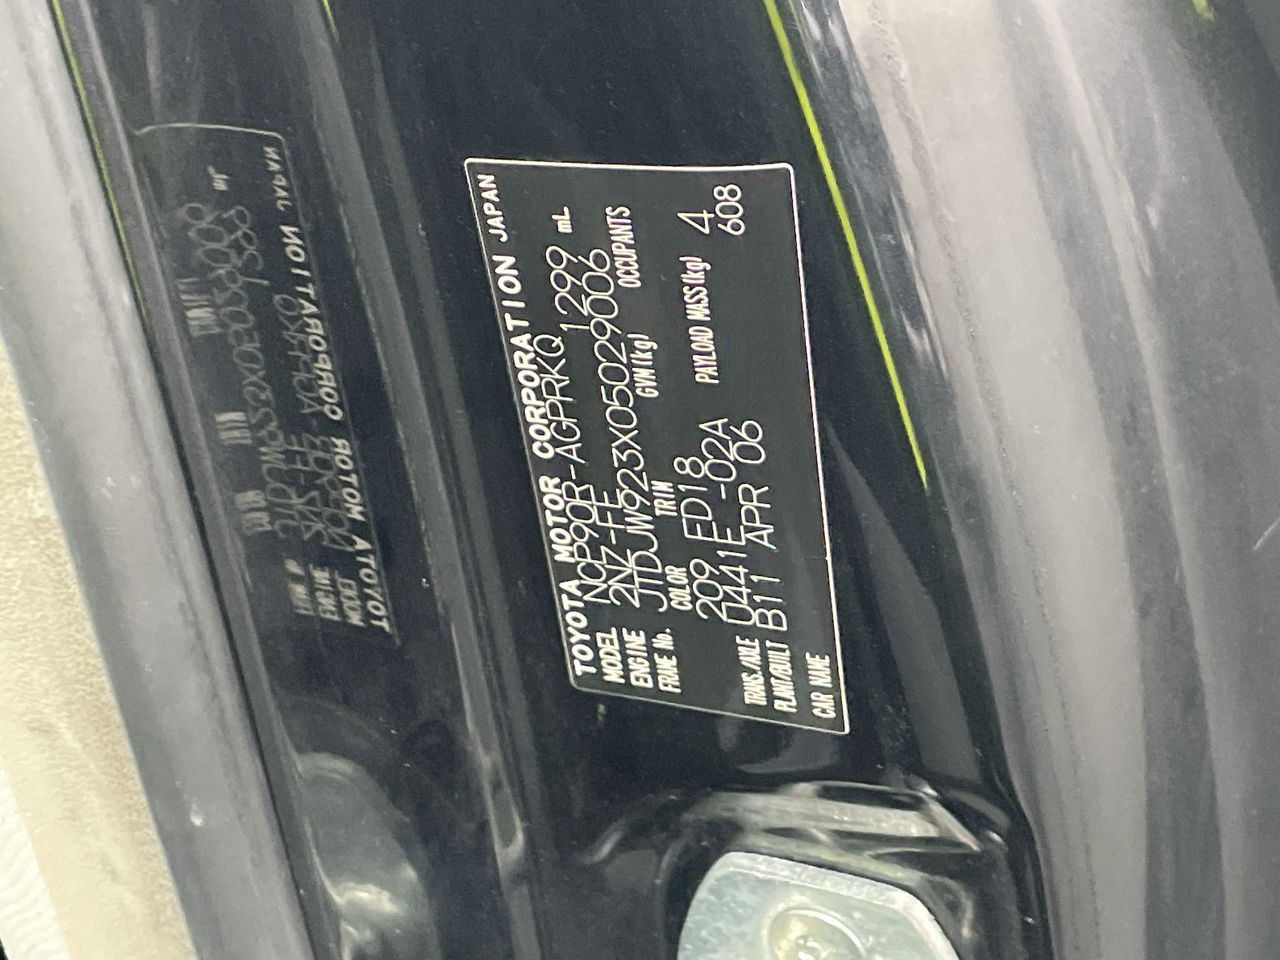 TOYOTA MOTOR CORPORATION JAPAN
MODEL NCP90R-AGPRKQ
ENGINE 2NZ-FE 1299 mL
FRAME No. JTDJW923X05029006
COLOR TRIM GVM(kg) OCCUPANTS
209 FD18 4
PAYLOAD MASS(kg) 608
TRANS./AXLE U441E -02A
PLANT/BUILT B11 APR 06
CAR NAME